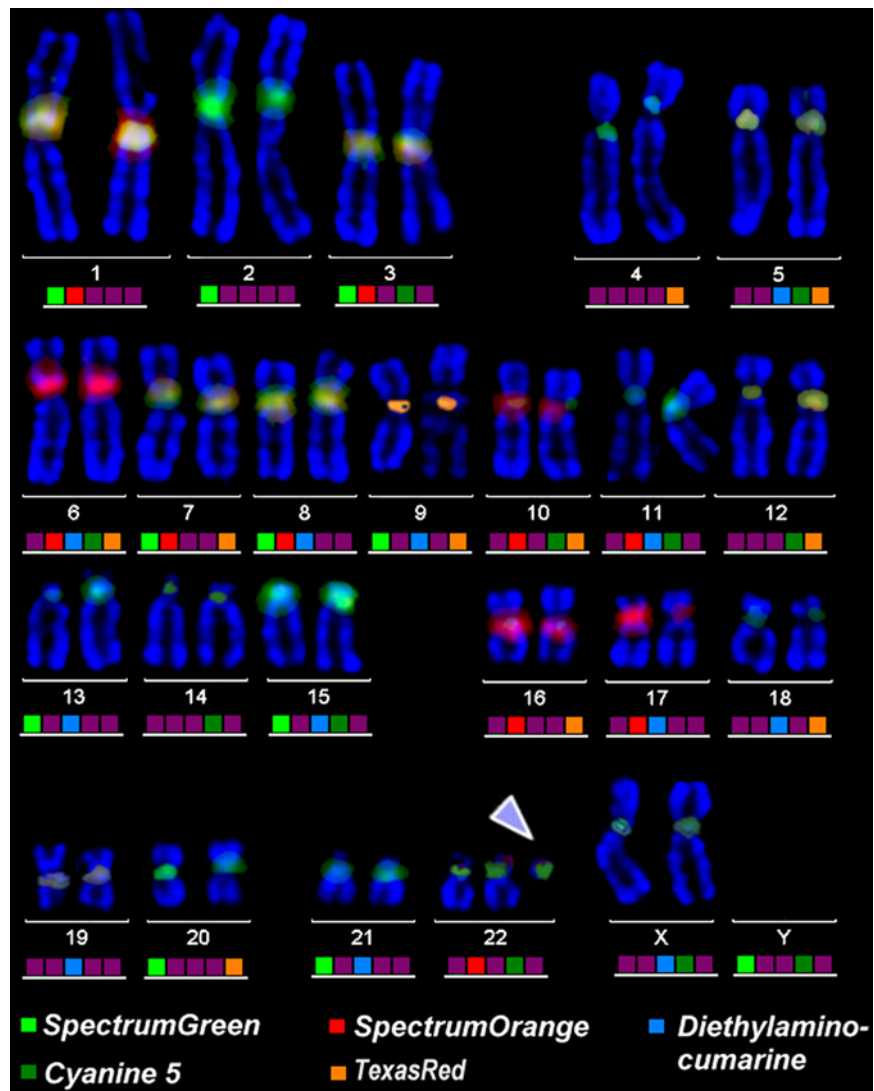 1 2 3 4 5
6 7 8 9 10 11 12
13 14 15 16 17 18
19 20 21 22 X Y
SpectrumGreen SpectrumOrange Diethylamino-
Cyanine 5 TexasRed cumarine